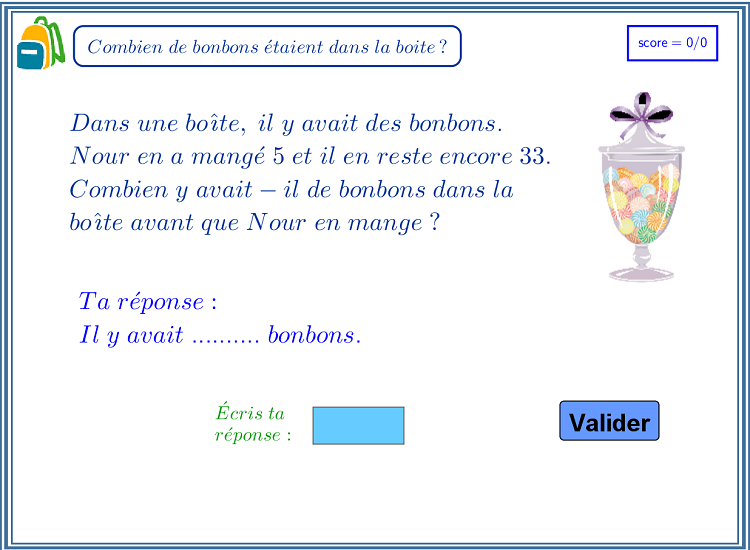 Combien de bonbons étaient dans la boite ?
score = 0/0
Dans une boîte, il y avait des bonbons.
Nour en a mangé 5 et il en reste encore 33.
Combien y avait − il de bonbons dans la
boîte avant que Nour en mange ?
Ta réponse :
Il y avait .......... bonbons.
Écris ta
réponse :
Valider